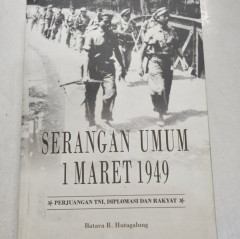 SERANGAN UMUM
1 MARET 1949
PERJUANGAN TNI, DIPLOMASI DAN RAKYAT
Batara R. Hutagalung